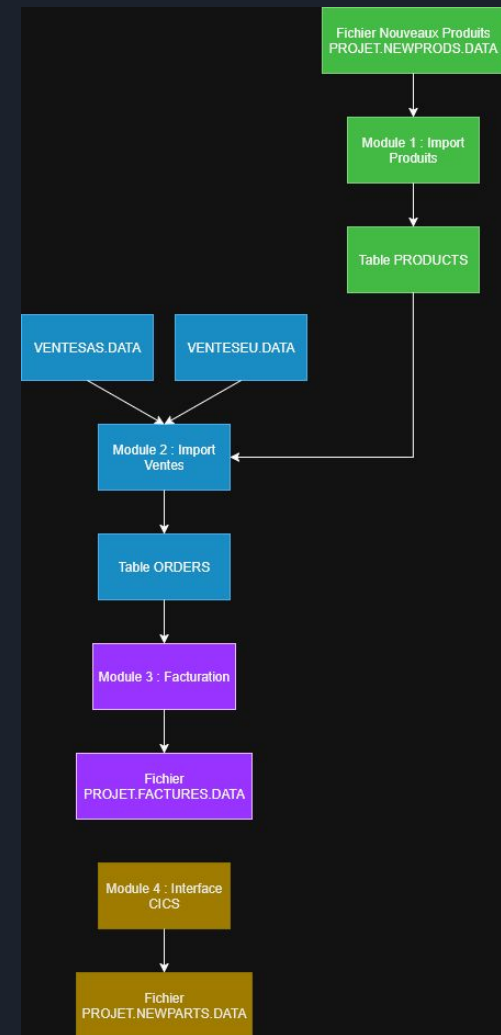 Fichier Nouveaux Produits
PROJET.NEWPRODS.DATA
Module 1 : Import
Produits
Table PRODUCTS
VENTESAS.DATA
VENTESEU.DATA
Module 2 : Import
Ventes
Table ORDERS
Module 3 : Facturation
Fichier
PROJET.FACTURES.DATA
Module 4 : Interface
CICS
Fichier
PROJET.NEWPARTS.DATA